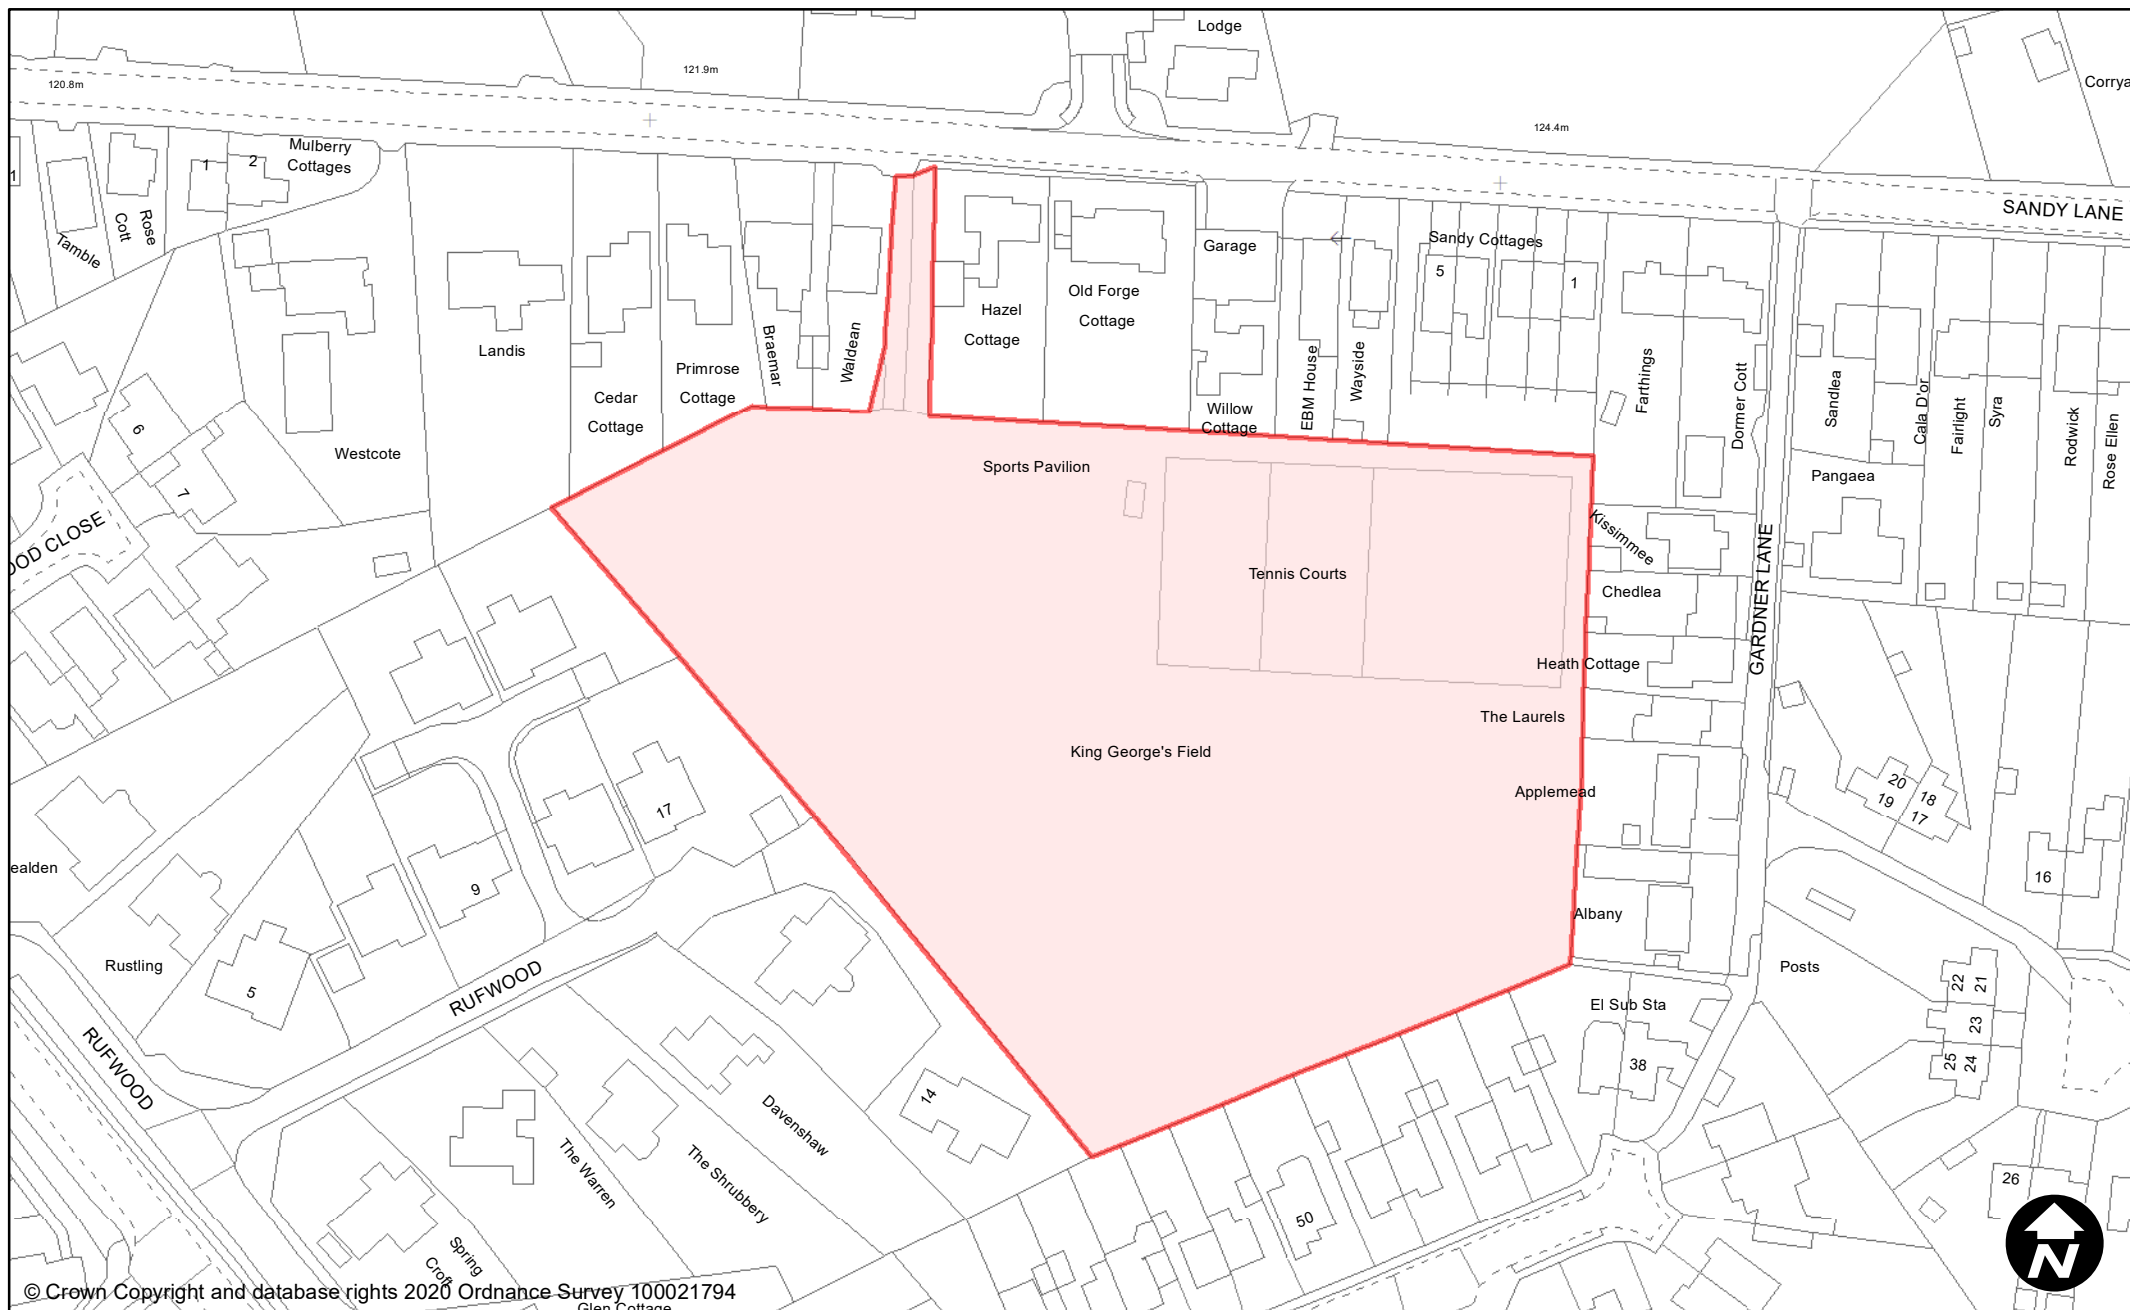 Lodge
121.9m
120.8m
Corrya
124.4m
Mulberry
Cottages
1
2
1
Rose
Cott
Tamble
SANDY LANE
Sandy Cottages
5
1
Garage
Old Forge
Cottage
Hazel
Cottage
Landis
Waldean
Braemar
Primrose
Cottage
Cedar
Cottage
Willow
Cottage
EBM House
Wayside
Farthings
Dormer Cott
Sandlea
Cala D'or
Fairlight
Syra
Rodwick
Rose Ellen
6
7
Westcote
OOD CLOSE
Sports Pavilion
Pangaea
Kissimmee
Tennis Courts
Chedlea
GARDNER LANE
Heath Cottage
The Laurels
King George's Field
Applemead
20
19
18
17
17
ealden
9
16
Albany
Rustling
5
RUFWOOD
Posts
22
21
23
25
24
El Sub Sta
38
RUFWOOD
14
Davenshaw
The Shrubbery
The Warren
50
26
Spring
Croft
N
© Crown Copyright and database rights 2020 Ordnance Survey 100021794
Glen Cottage